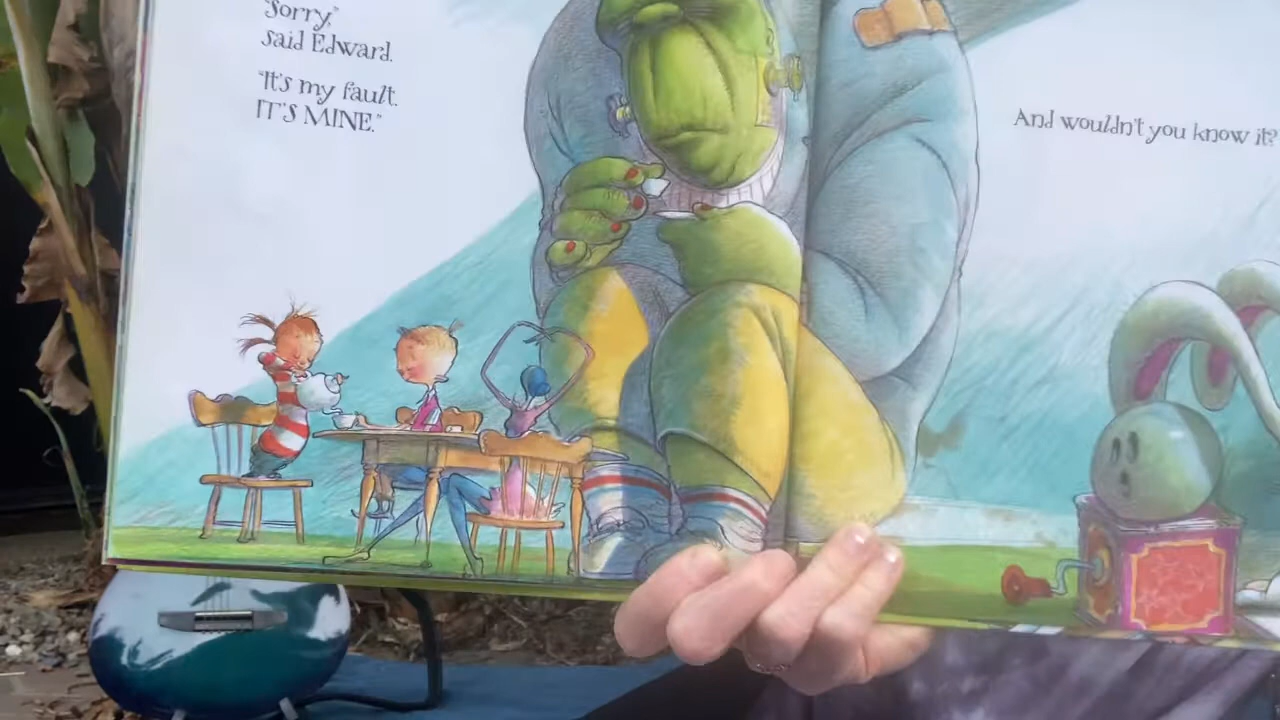 "Sorry,"
said Edward.
"It's my fault.
IT'S MINE."
And wouldn't you know it?